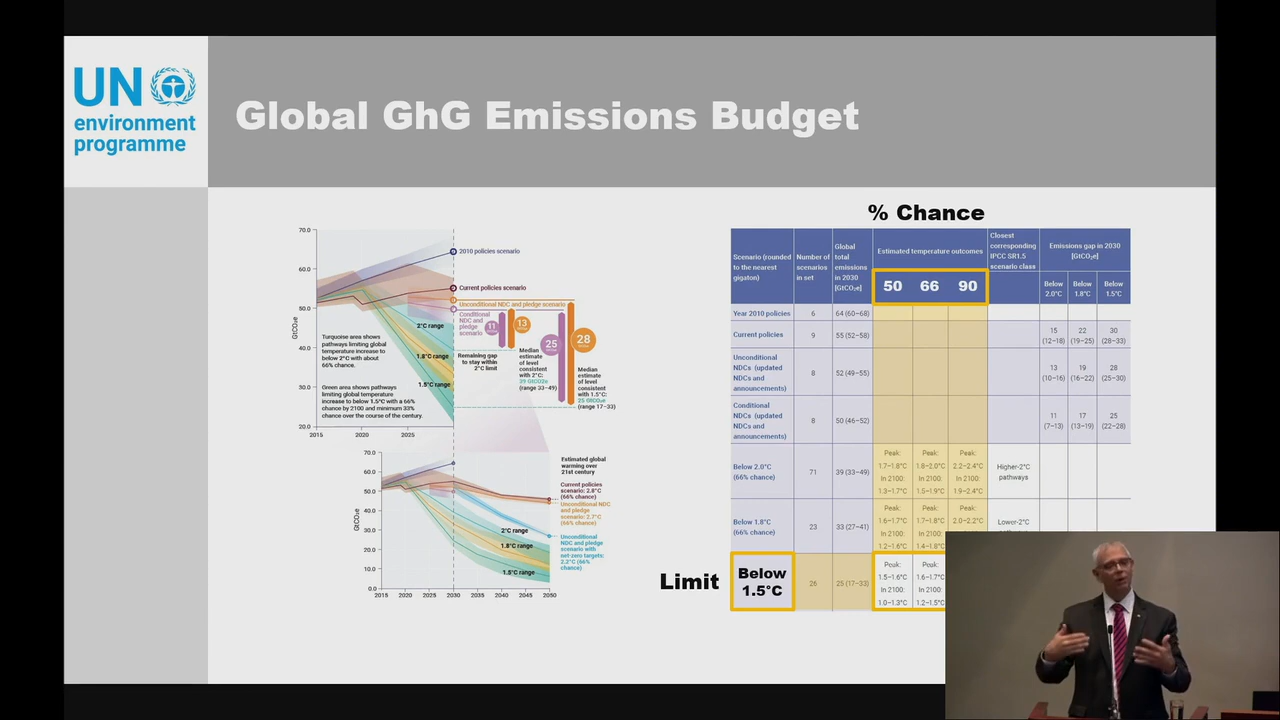 UN
environment
programme
Global GhG Emissions Budget
70.0
60.0
50.0
40.0
30.0
20.0
GtCO₂e
2015
2020
2025
2010 policies scenario
Current policies scenario
Unconditional NDC and pledge scenario
Conditional
NDC and
pledge
scenario
11
13
25
28
2°C range
1.8°C range
1.5°C range
Turquoise area shows
pathways limiting global
temperature increase to
below 2°C with about
66% chance.
Green area shows pathways
limiting global temperature
increase to below 1.5°C with a 66%
chance by 2100 and minimum 33%
chance over the course of the century.
Remaining gap
to stay within
2°C limit
Median
estimate
of level
consistent
with 2°C:
39 GtCO2e
(range 33–49)
Median
estimate
of level
consistent
with 1.5°C:
25 GtCO₂e
(range 17–33)
70.0
60.0
50.0
40.0
30.0
20.0
10.0
0.0
GtCO₂e
2015
2020
2025
2030
2035
2040
2045
2050
2°C range
1.8°C range
1.5°C range
Estimated global
warming over
21st century
Current policies
scenario: 2.8°C
(66% chance)
Unconditional NDC
and pledge
scenario: 2.7°C
(66% chance)
Unconditional
NDC and pledge
scenario with
net-zero targets:
2.2°C (66%
chance)
% Chance
Scenario (rounded
to the nearest
gigaton)
Number of
scenarios
in set
Global
total
emissions
in 2030
[GtCO₂e]
Estimated temperature outcomes
50 66 90
Closest
corresponding
IPCC SR1.5
scenario class
Emissions gap in 2030
[GtCO₂e]
Below
2.0°C
Below
1.8°C
Below
1.5°C
Year 2010 policies 6 64 (60–68)
Current policies 9 55 (52–58)
15
(12–18)
22
(19–25)
30
(28–33)
Unconditional
NDCs (updated
NDCs and
announcements)
8 52 (49–55)
13
(10–16)
19
(16–22)
28
(25–30)
Conditional
NDCs (updated
NDCs and
announcements)
8 50 (46–52)
11
(7–13)
17
(13–19)
25
(22–28)
Below 2.0°C
(66% chance)
71 39 (33–49)
Peak:
1.7–1.8°C
In 2100:
1.3–1.7°C
Peak:
1.8–2.0°C
In 2100:
1.5–1.9°C
Peak:
2.2–2.4°C
In 2100:
1.9–2.4°C
Higher-2°C
pathways
Below 1.8°C
(66% chance)
23 33 (27–41)
Peak:
1.6–1.7°C
In 2100:
1.2–1.6°C
Peak:
1.7–1.8°C
In 2100:
1.4–1.8°C
Peak:
2.0–2.2°C
Lower-2°C
Limit
Below
1.5°C
26 25 (17–33)
Peak:
1.5–1.6°C
In 2100:
1.0–1.3°C
Peak:
1.6–1.7°C
In 2100:
1.2–1.5°C